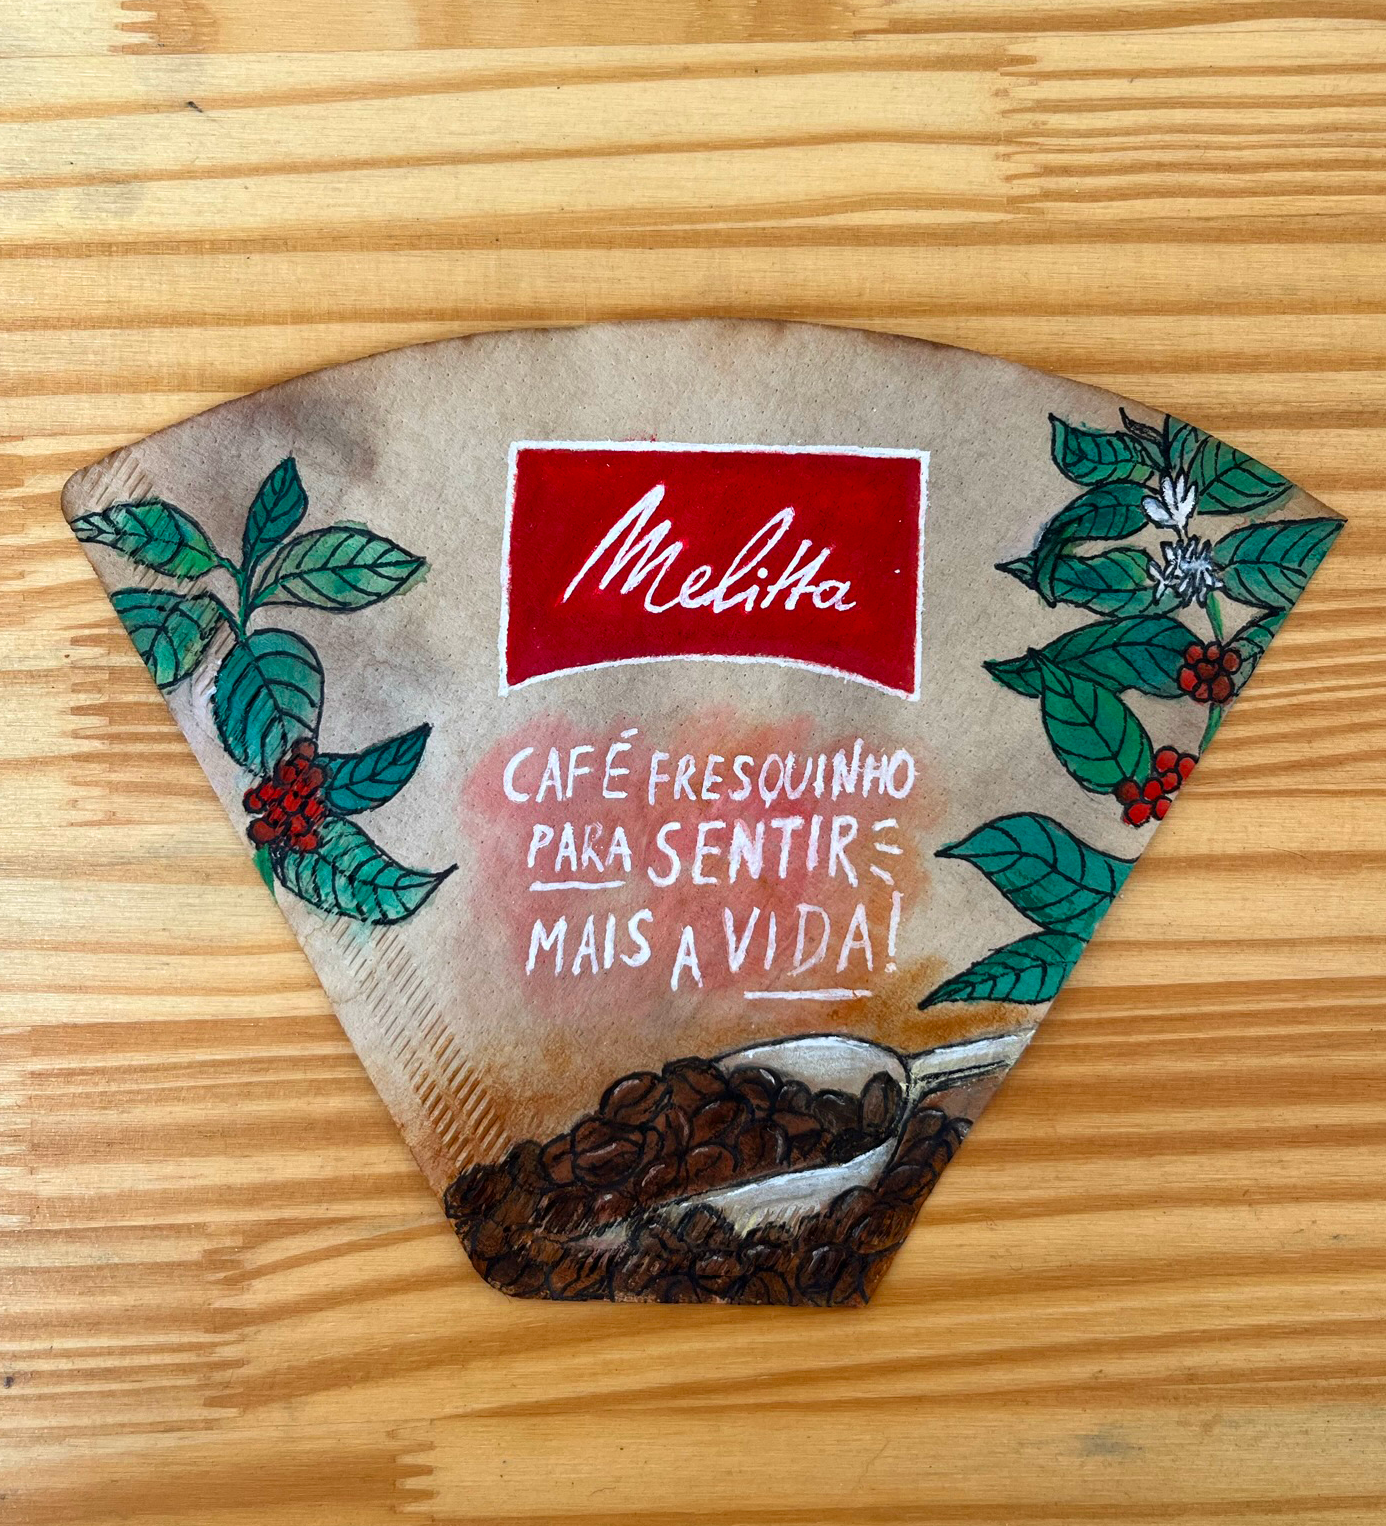 Melitta
CAFÉ FRESQUINHO
PARA SENTIR
MAIS A VIDA!